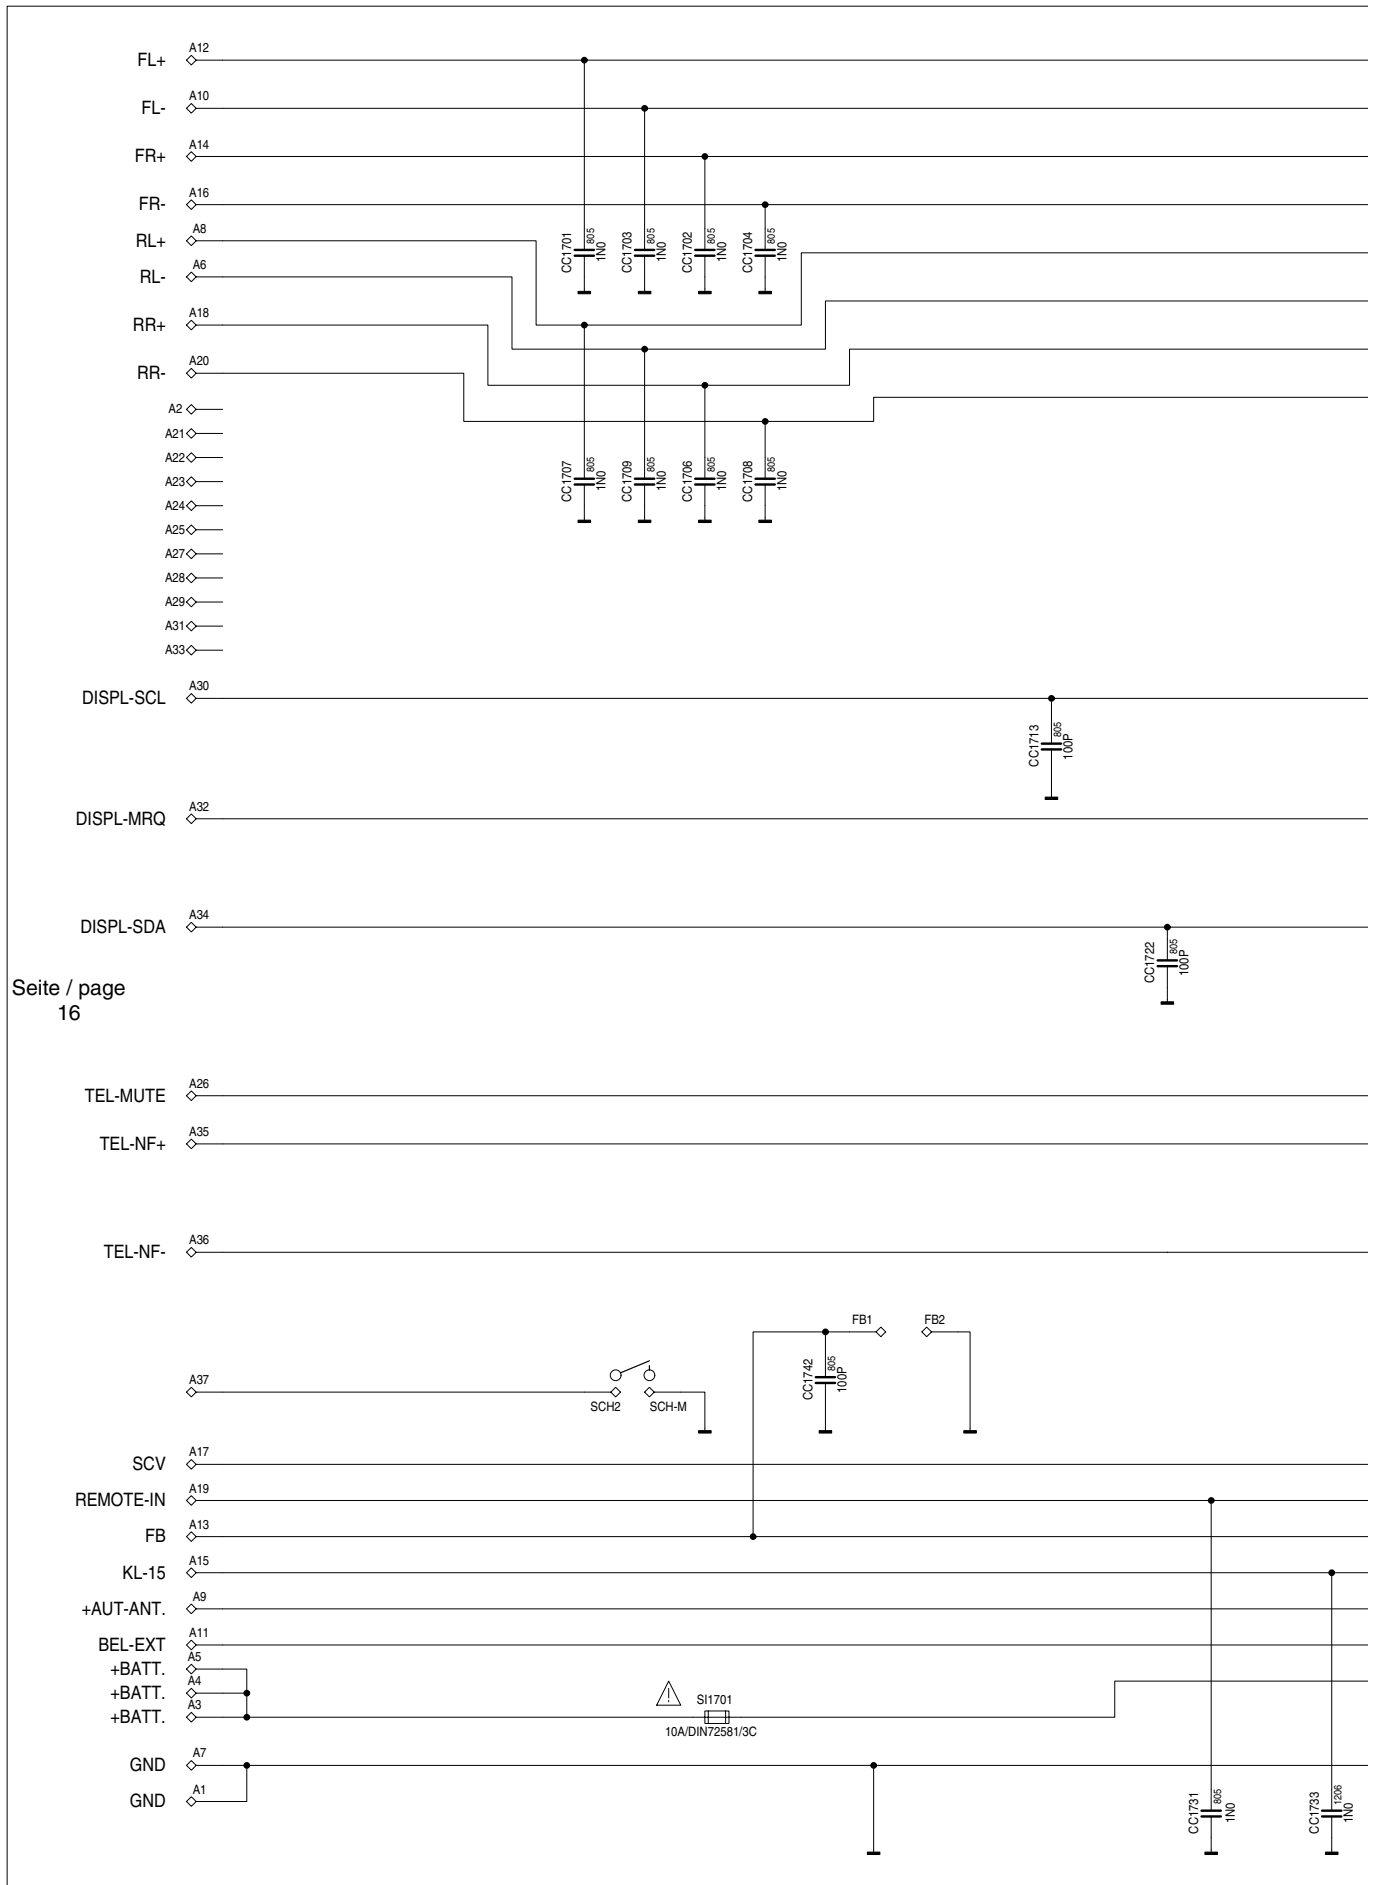 FL+ A12
FL- A10
FR+ A14
FR- A16
RL+ A8
RL- A6
RR+ A18
RR- A20
CC1701 805 1N0
CC1703 805 1N0
CC1702 805 1N0
CC1704 805 1N0
A2
A21
A22
A23
A24
A25
A27
A28
A29
A31
A33
CC1707 805 1N0
CC1709 805 1N0
CC1706 805 1N0
CC1708 805 1N0
DISPL-SCL A30
CC1713 805 100P
DISPL-MRQ A32
DISPL-SDA A34
CC1722 805 100P
Seite / page
16
TEL-MUTE A26
TEL-NF+ A35
TEL-NF- A36
FB1 FB2
CC1742 805 100P
A37
SCH2 SCH-M
SCV A17
REMOTE-IN A19
FB A13
KL-15 A15
+AUT-ANT. A9
BEL-EXT A11
+BATT. A5
+BATT. A4
+BATT. A3
SI1701
10A/DIN72581/3C
GND A7
GND A1
CC1731 805 1N0
CC1733 1206 1N0